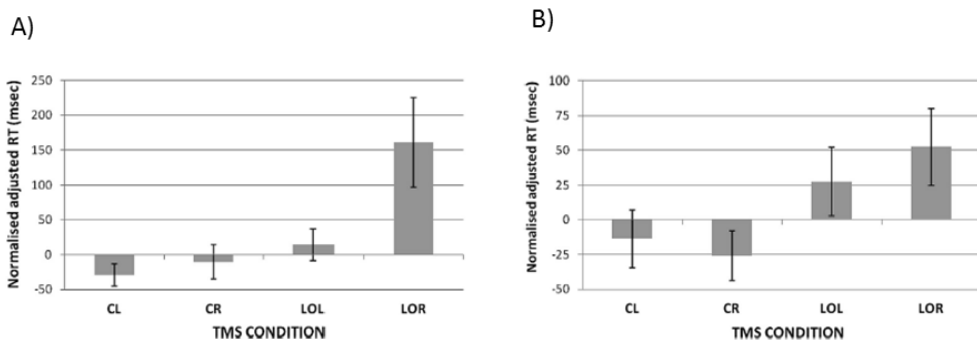 A)
B)
Normalised adjusted RT (msec)
250
200
150
100
50
0
-50
CL
CR
LOL
LOR
TMS CONDITION
Normalised adjusted RT (msec)
100
75
50
25
0
-25
-50
CL
CR
LOL
LOR
TMS CONDITION